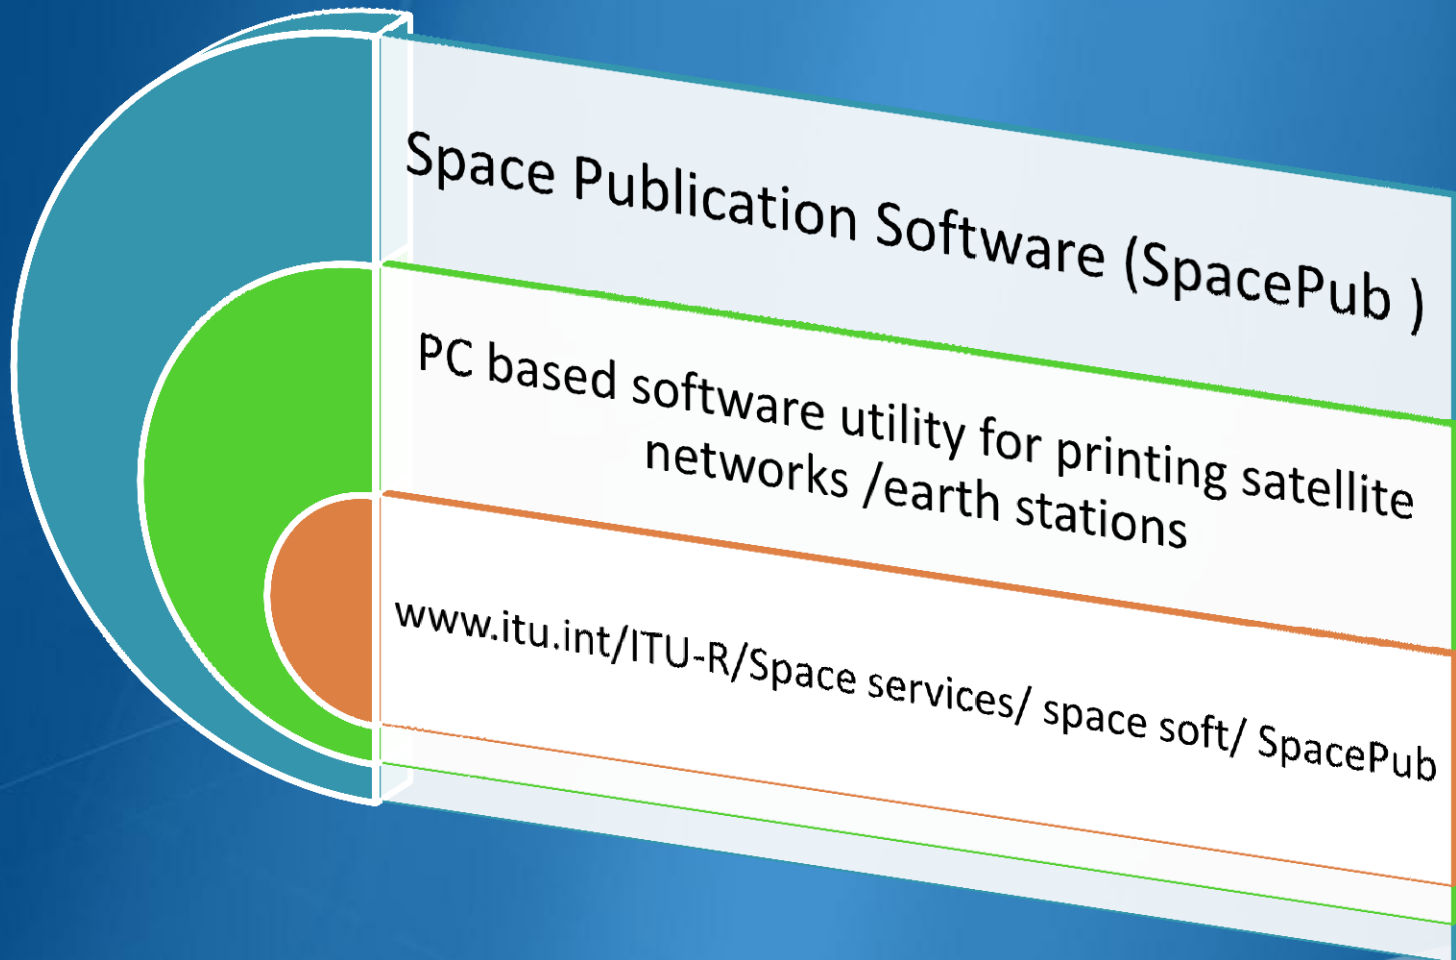 Space Publication Software (SpacePub )
PC based software utility for printing satellite
networks /earth stations
www.itu.int/ITU-R/Space services/ space soft/ SpacePub